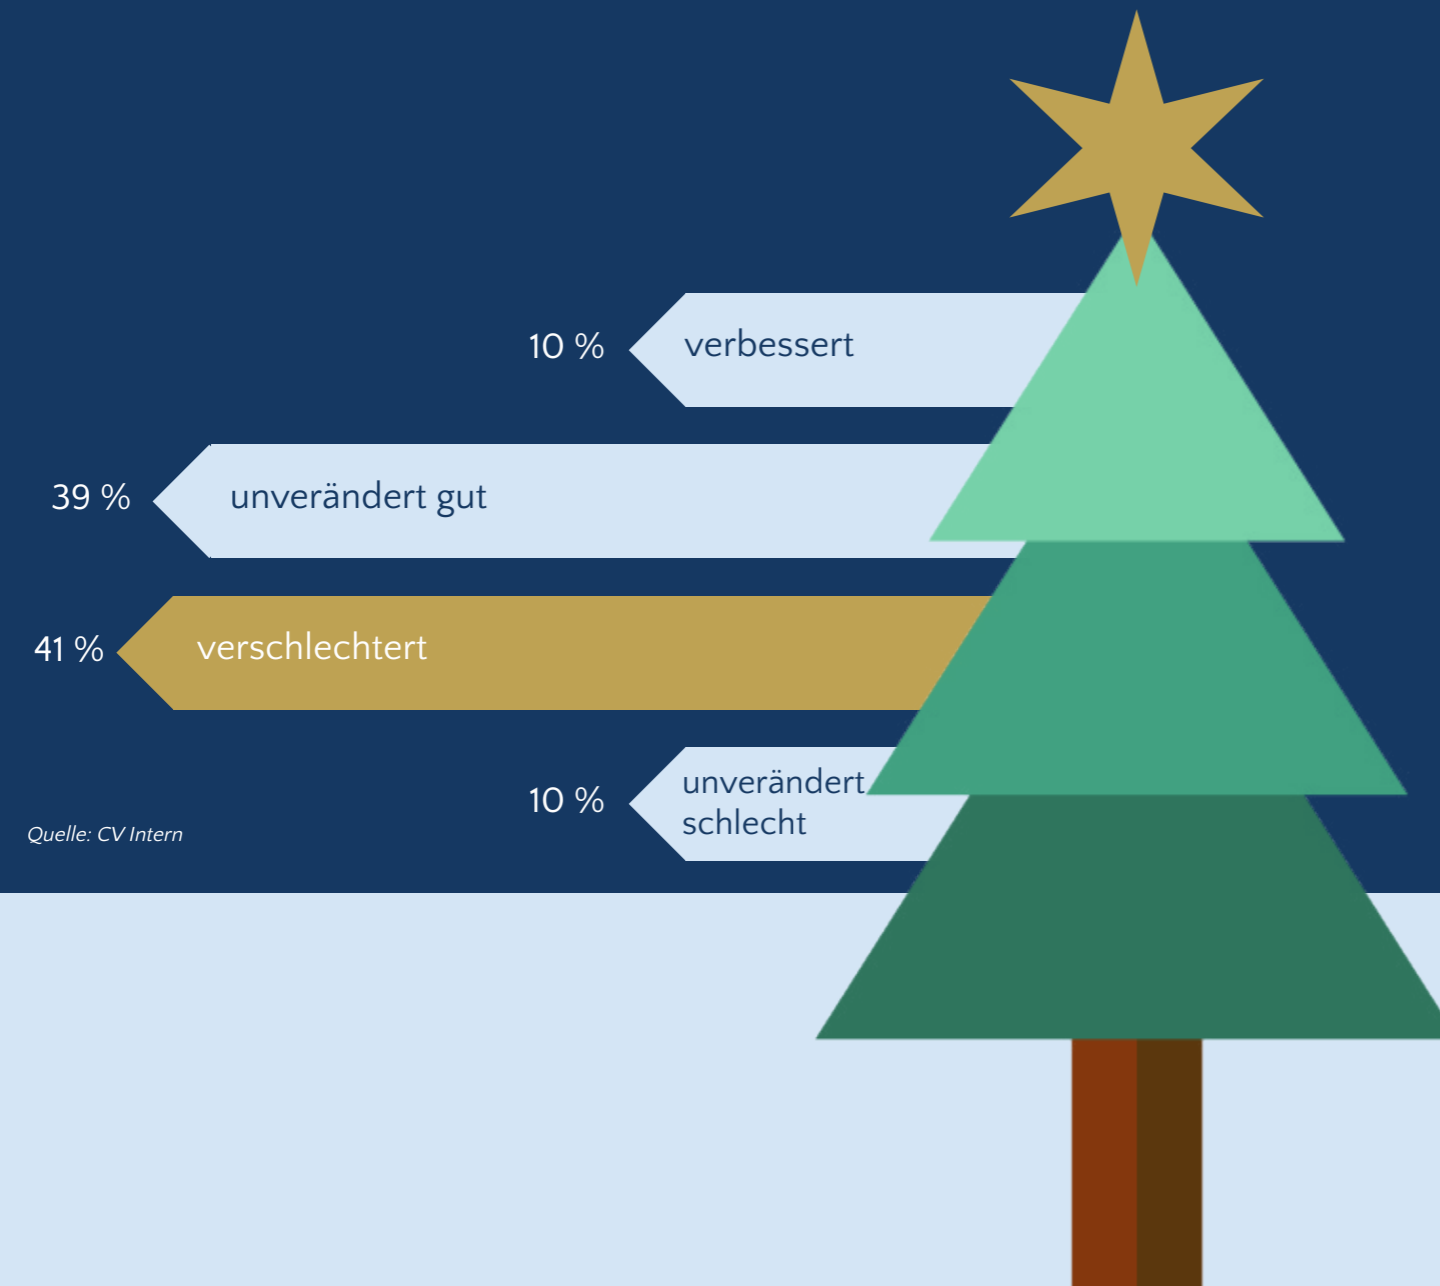 10 %
verbessert
39 %
unverändert gut
41 %
verschlechtert
10 %
unverändert
schlecht
Quelle: CV Intern